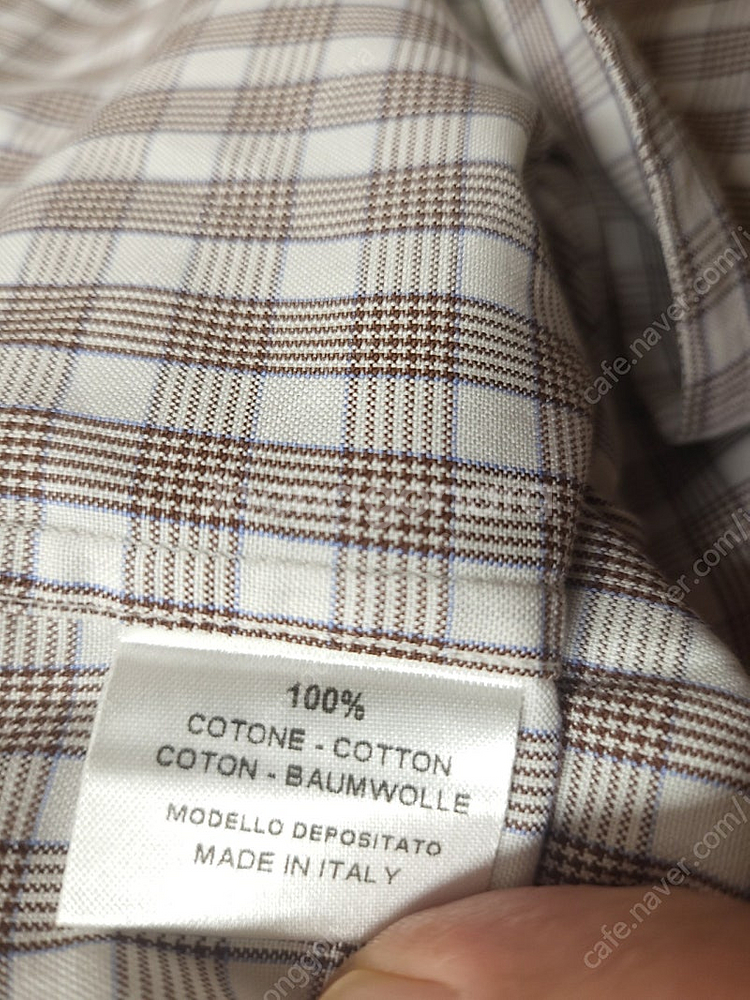 100%
COTONE - COTTON
COTON - BAUMWOLLE
MODELLO DEPOSITATO
MADE IN ITALY
cafe.naver.com/i
cafe.naver.com/i
cafe.naver.com/i